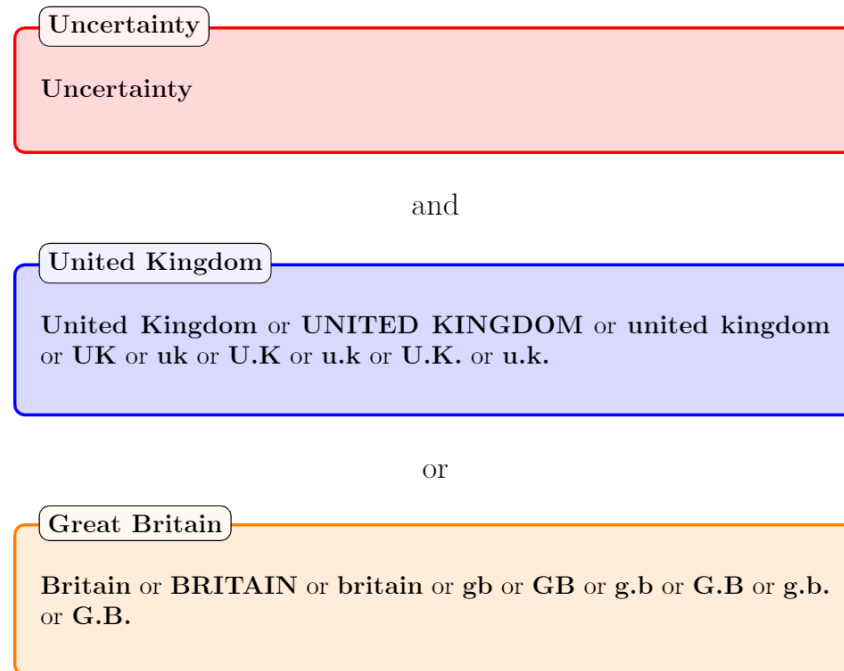 Uncertainty
Uncertainty
and
United Kingdom
United Kingdom or UNITED KINGDOM or united kingdom
or UK or uk or U.K or u.k or U.K. or u.k.
or
Great Britain
Britain or BRITAIN or britain or gb or GB or g.b or G.B or g.b.
or G.B.